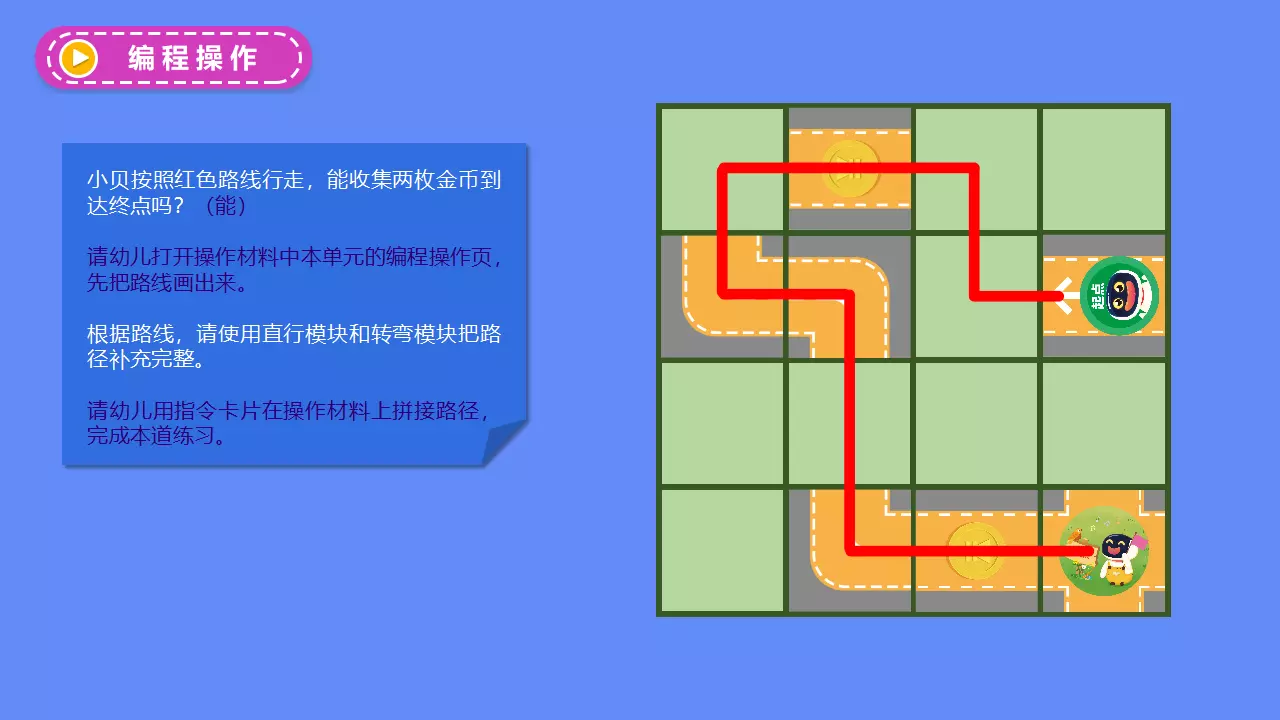 编程操作
小贝按照红色路线行走，能收集两枚金币到
达终点吗？（能）
请幼儿打开操作材料中本单元的编程操作页，
先把路线画出来。
根据路线，请使用直行模块和转弯模块把路
径补充完整。
请幼儿用指令卡片在操作材料上拼接路径，
完成本道练习。
起点